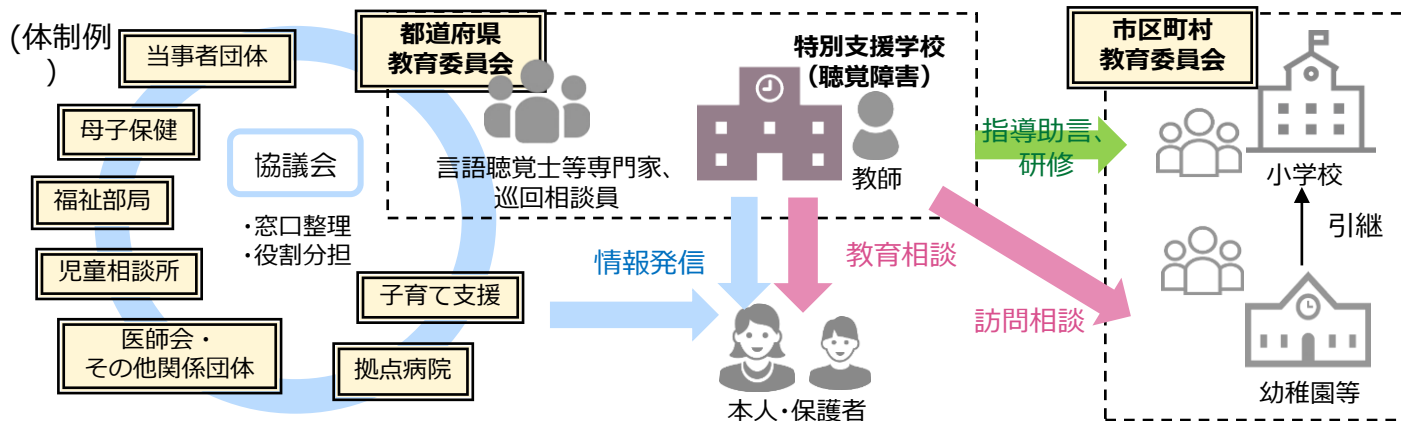 (体制例
)
当事者団体
母子保健
福祉部局
児童相談所
医師会・
その他関係団体
拠点病院
子育て支援
協議会
・窓口整理
・役割分担
都道府県
教育委員会
言語聴覚士等専門家、
巡回相談員
特別支援学校
（聴覚障害）
教師
情報発信
教育相談
本人・保護者
指導助言、
研修
訪問相談
市区町村
教育委員会
小学校
引継
幼稚園等